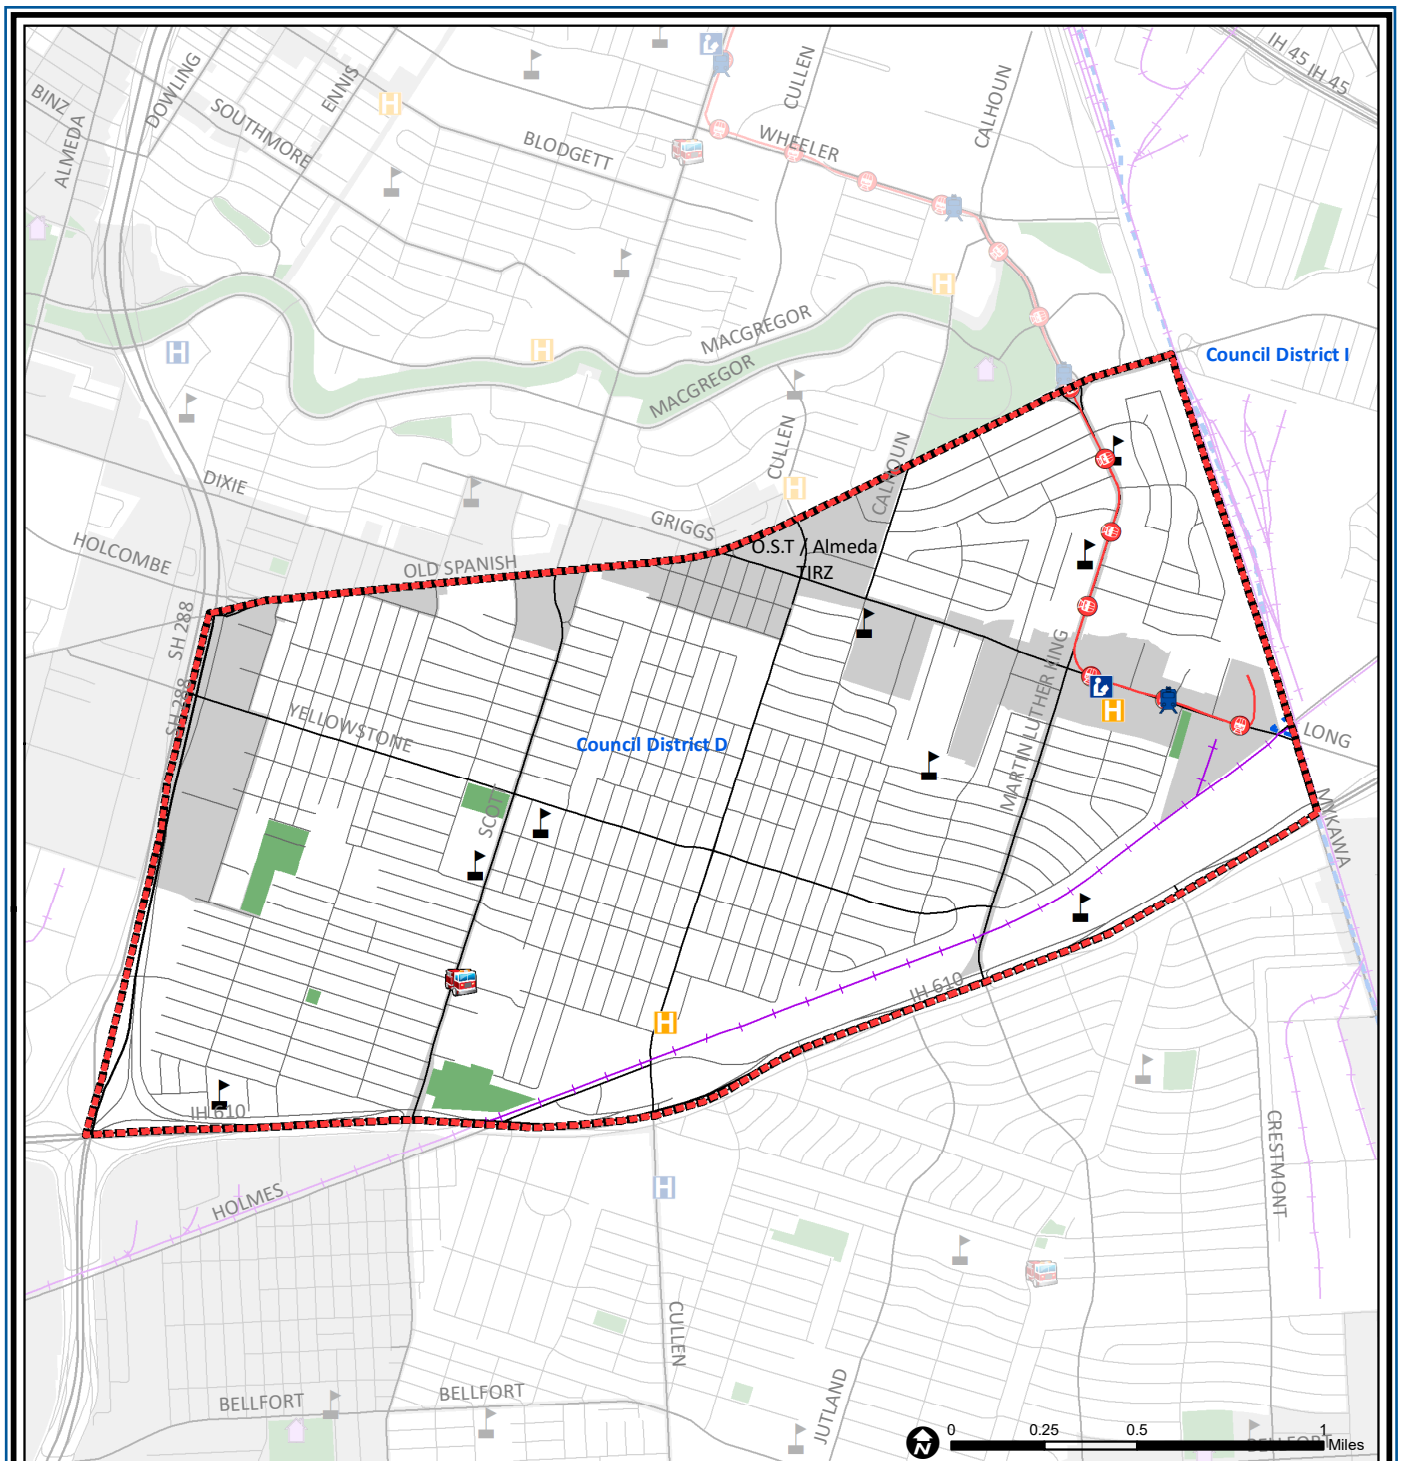 IH 45
IH 45
CULLEN
DOWLING
ENNIS
CALHOUN
BINZ
SOUTHMORE
ALMEDA
H
BLODGETT
WHEELER
H
MACGREGOR
H
H
Council District I
MACGREGOR
CULLEN
CALHOUN
DIXIE
H
GRIGGS
HOLCOMBE
OLD SPANISH
O.S.T / Almeda
TIRZ
SH 288
SH 288
MARTIN LUTHER KING
YELLOWSTONE
H
Council District D
LONG
SCOTT
MYKAWA
IH 610
H
IH 610
CRESTMONT
HOLMES
H
CULLEN
JUTLAND
BELLFORT
BELLFORT
BELLFORT
N
0 0.25 0.5 1
Miles